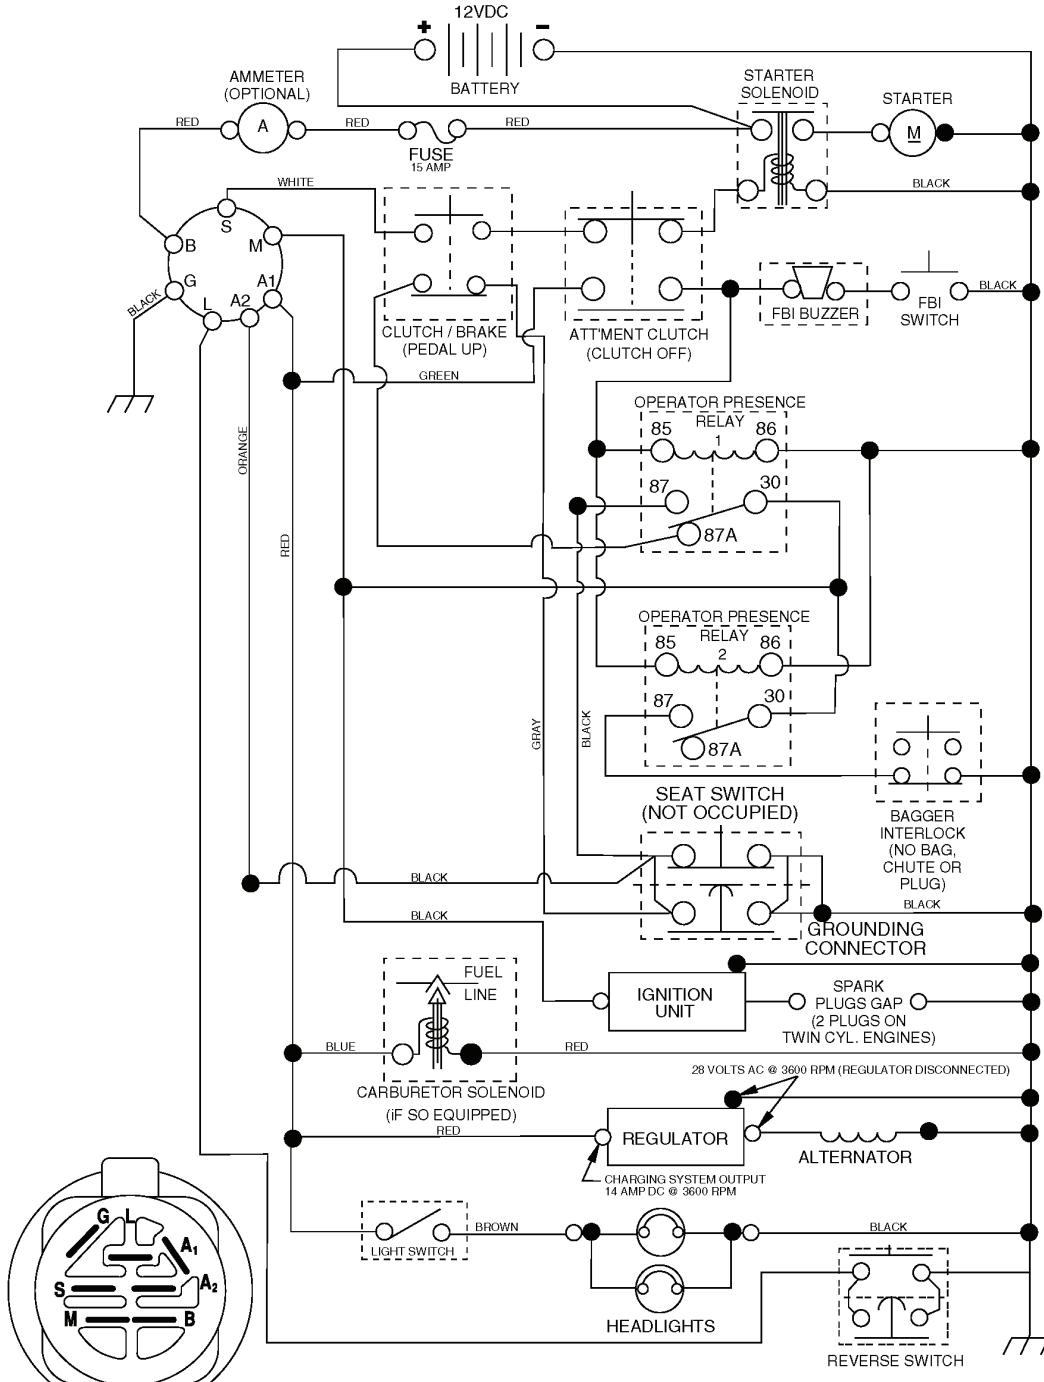 12VDC
+
−
BATTERY
AMMETER
(OPTIONAL)
STARTER
SOLENOID
STARTER
RED
A
RED
RED
FUSE
15 AMP
M
WHITE
BLACK
S
B
M
G
A1
L
A2
BLACK
CLUTCH / BRAKE
(PEDAL UP)
ATT'MENT CLUTCH
(CLUTCH OFF)
FBI BUZZER
FBI
SWITCH
BLACK
GREEN
ORANGE
RED
OPERATOR PRESENCE
RELAY
1
85
86
87
30
87A
OPERATOR PRESENCE
RELAY
2
85
86
87
30
87A
GRAY
BLACK
SEAT SWITCH
(NOT OCCUPIED)
BAGGER
INTERLOCK
(NO BAG,
CHUTE OR
PLUG)
BLACK
BLACK
BLACK
GROUNDING
CONNECTOR
FUEL
LINE
IGNITION
UNIT
SPARK
PLUGS GAP
(2 PLUGS ON
TWIN CYL. ENGINES)
BLUE
RED
CARBURETOR SOLENOID
(iF SO EQUIPPED)
28 VOLTS AC @ 3600 RPM (REGULATOR DISCONNECTED)
RED
REGULATOR
ALTERNATOR
CHARGING SYSTEM OUTPUT
14 AMP DC @ 3600 RPM
LIGHT SWITCH
BROWN
BLACK
HEADLIGHTS
REVERSE SWITCH
G
L
A1
S
A2
M
B